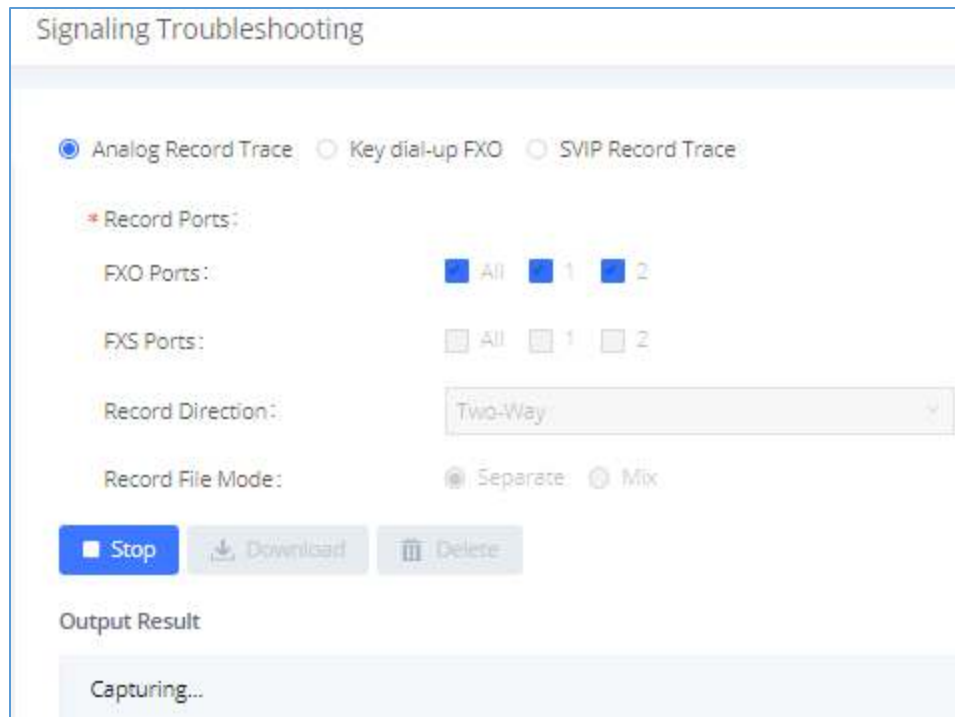 Signaling Troubleshooting
Analog Record Trace Key dial-up FXO SVIP Record Trace
* Record Ports:
FXO Ports: All 1 2
FXS Ports: All 1 2
Record Direction: Two-Way
Record File Mode: Separate Mix
Stop Download Delete
Output Result
Capturing...